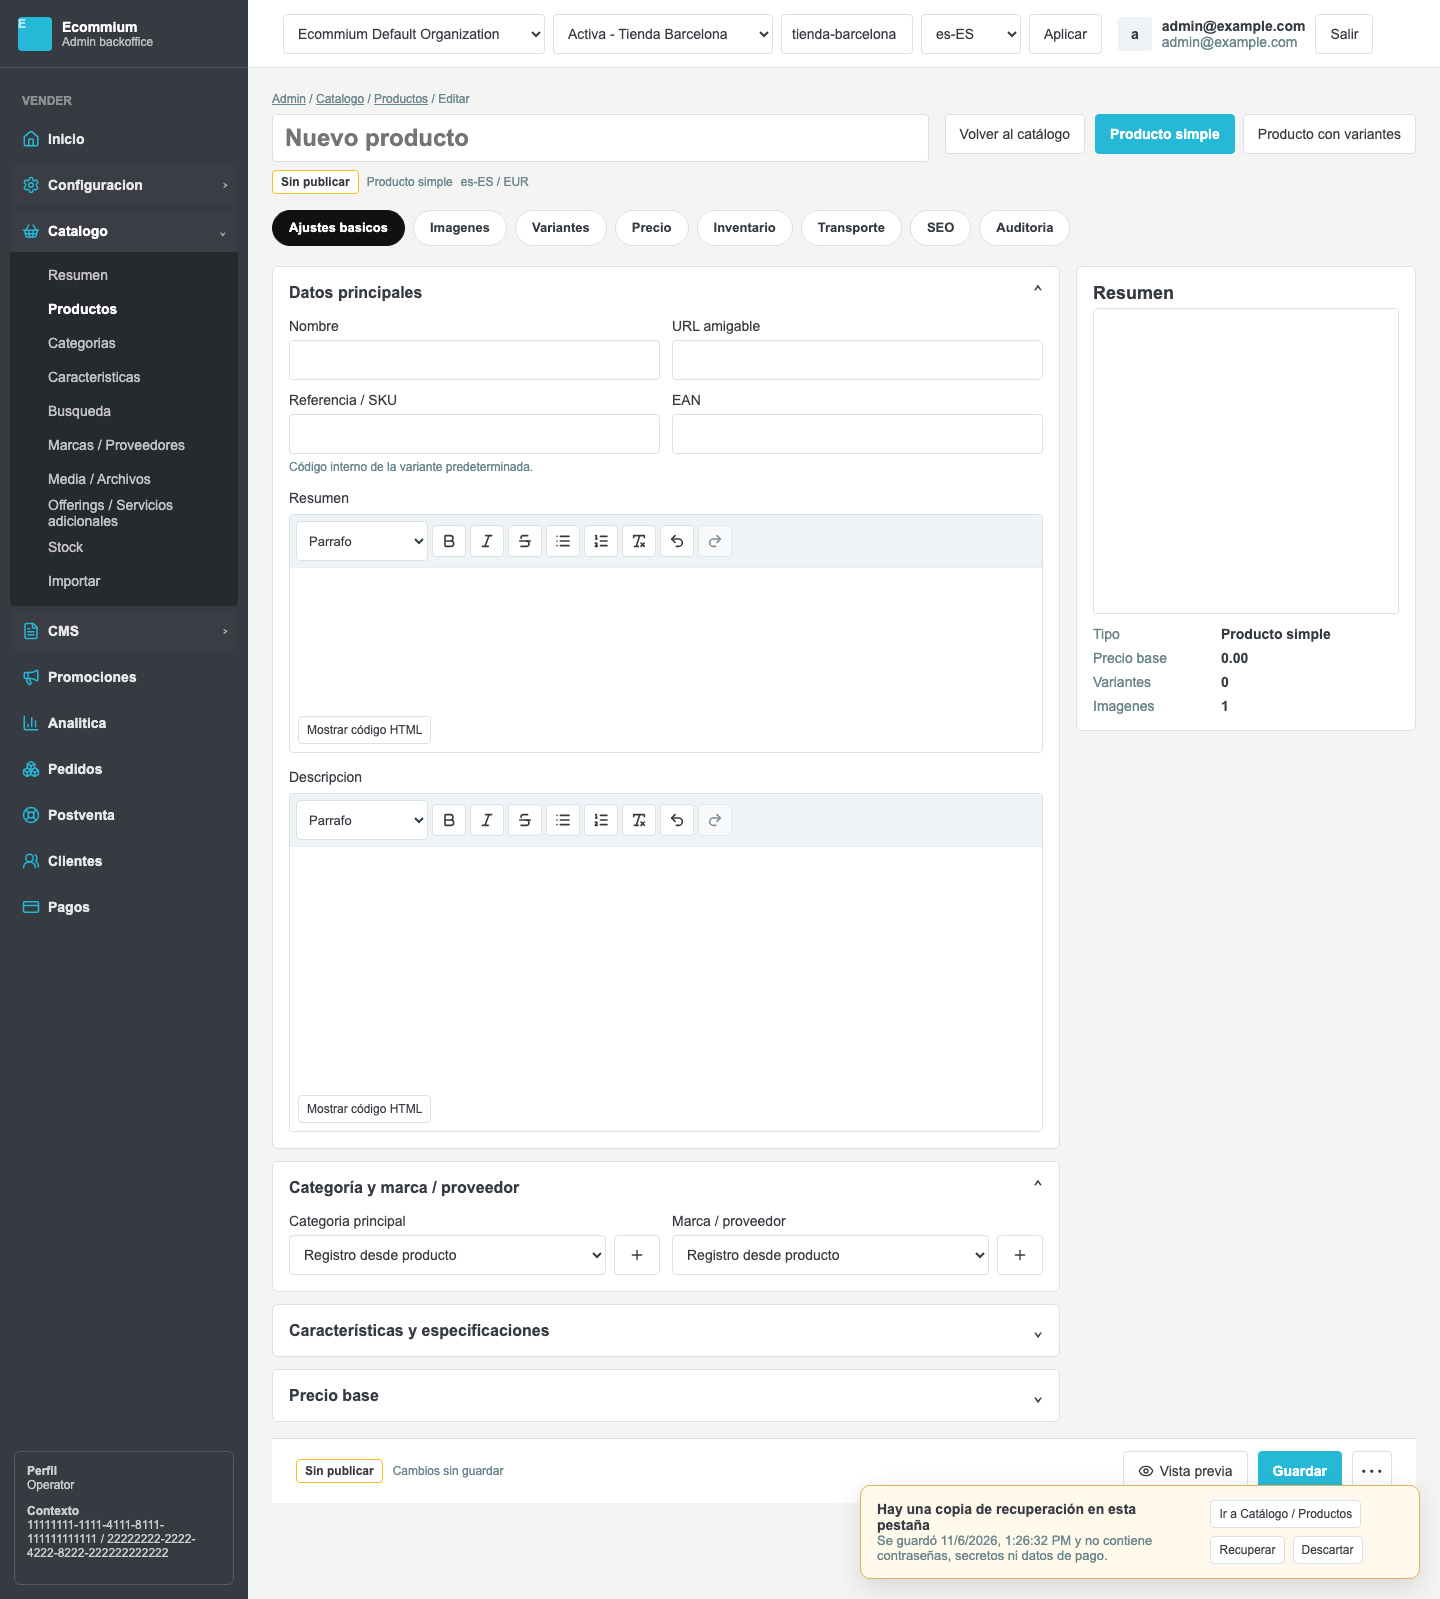 E
Ecommium
Admin backoffice
Ecommium Default Organization
Activa - Tienda Barcelona
tienda-barcelona
es-ES
Aplicar
a
admin@example.com
admin@example.com
Salir
VENDER
Inicio
Configuracion
Catalogo
Resumen
Productos
Categorias
Caracteristicas
Busqueda
Marcas / Proveedores
Media / Archivos
Offerings / Servicios
adicionales
Stock
Importar
CMS
Promociones
Analitica
Pedidos
Postventa
Clientes
Pagos
Perfil
Operator
Contexto
11111111-1111-4111-8111-
111111111111 / 22222222-2222-
4222-8222-222222222222
Admin / Catalogo / Productos / Editar
Nuevo producto
Volver al catálogo
Producto simple
Producto con variantes
Sin publicar
Producto simple
es-ES / EUR
Ajustes basicos
Imagenes
Variantes
Precio
Inventario
Transporte
SEO
Auditoria
Datos principales
Nombre
URL amigable
Referencia / SKU
EAN
Código interno de la variante predeterminada.
Resumen
Parrafo
Mostrar código HTML
Descripcion
Parrafo
Mostrar código HTML
Categoría y marca / proveedor
Categoria principal
Marca / proveedor
Registro desde producto
Registro desde producto
Características y especificaciones
Precio base
Resumen
Tipo Producto simple
Precio base 0.00
Variantes 0
Imagenes 1
Sin publicar
Cambios sin guardar
Vista previa
Guardar
Hay una copia de recuperación en esta
pestaña
Se guardó 11/6/2026, 1:26:32 PM y no contiene
contraseñas, secretos ni datos de pago.
Ir a Catálogo / Productos
Recuperar
Descartar